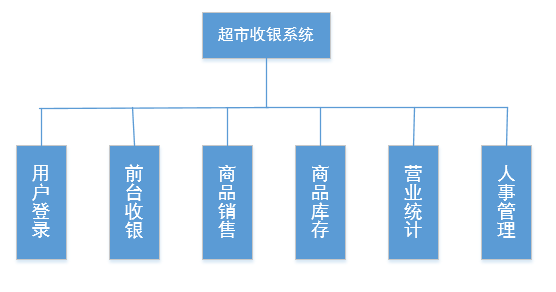 超市收银系统
用户登录
前台收银
商品销售
商品库存
营业统计
人事管理